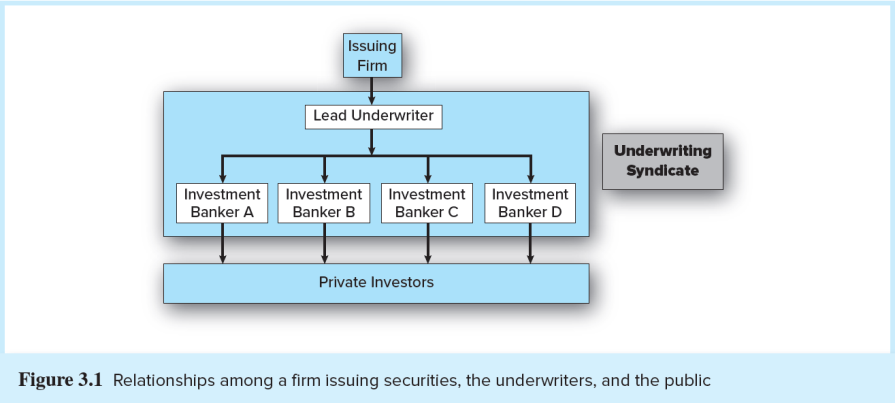 Issuing
Firm
Lead Underwriter
Underwriting
Syndicate
Investment
Banker A
Investment
Banker B
Investment
Banker C
Investment
Banker D
Private Investors
Figure 3.1 Relationships among a firm issuing securities, the underwriters, and the public